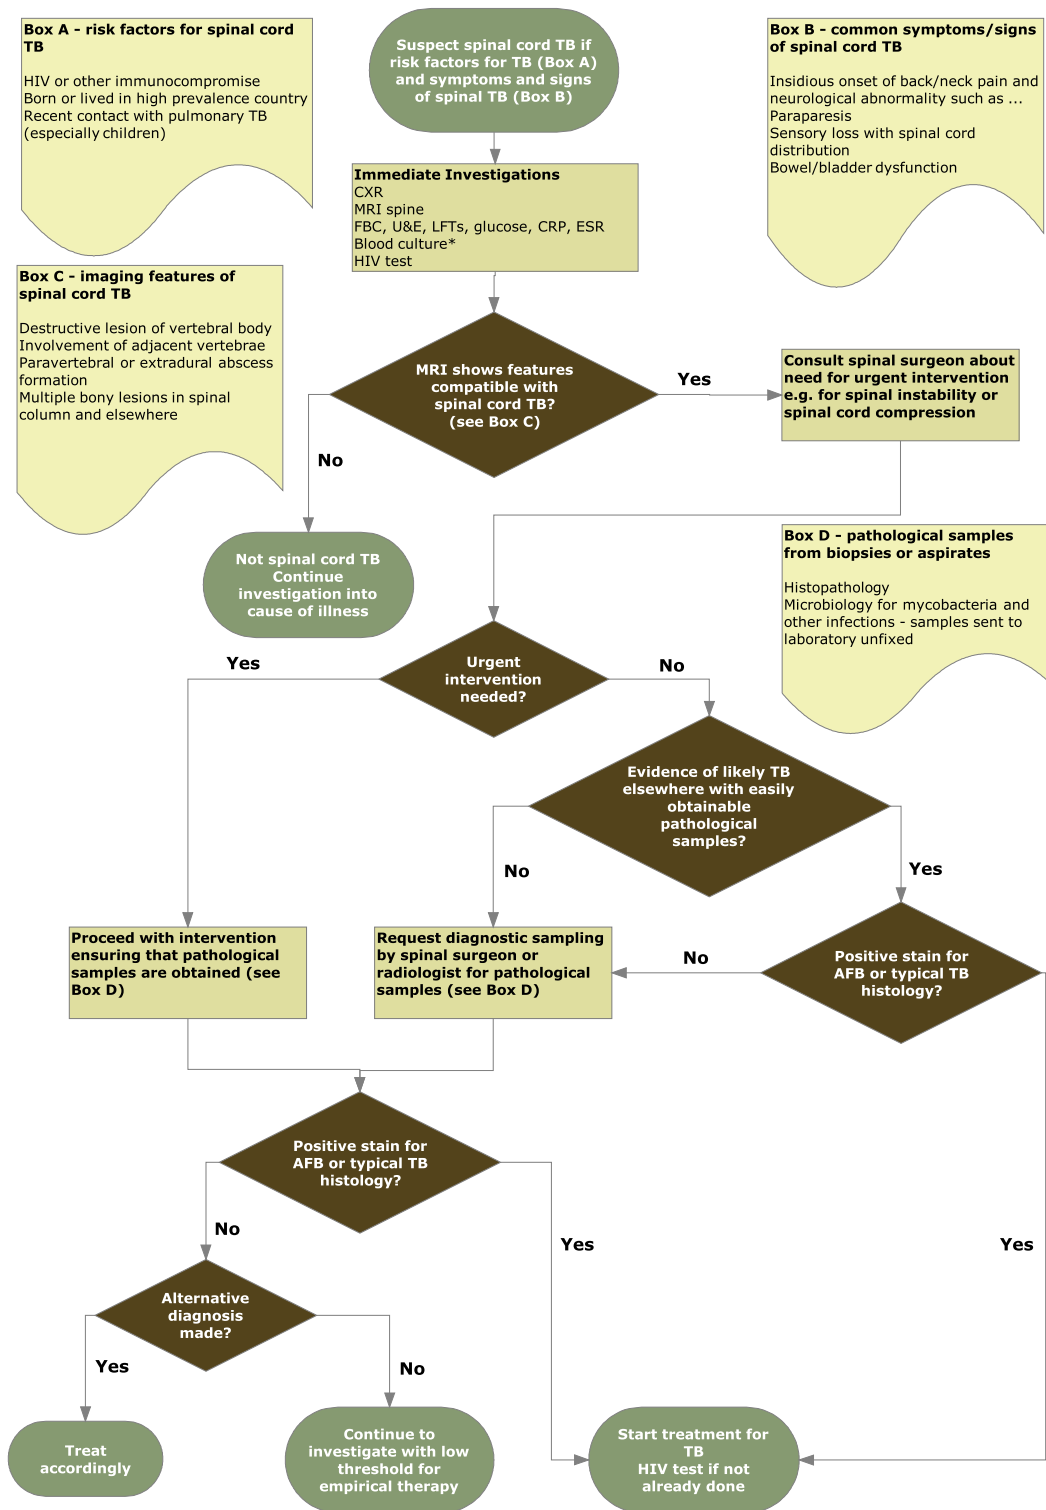 Box A - risk factors for spinal cord
TB
HIV or other immunocompromise
Born or lived in high prevalence country
Recent contact with pulmonary TB
(especially children)
Suspect spinal cord TB if
risk factors for TB (Box A)
and symptoms and signs
of spinal TB (Box B)
Box B - common symptoms/signs
of spinal cord TB
Insidious onset of back/neck pain and
neurological abnormality such as ...
Paraparesis
Sensory loss with spinal cord
distribution
Bowel/bladder dysfunction
Immediate Investigations
CXR
MRI spine
FBC, U&E, LFTs, glucose, CRP, ESR
Blood culture*
HIV test
Box C - imaging features of
spinal cord TB
Destructive lesion of vertebral body
Involvement of adjacent vertebrae
Paravertebral or extradural abscess
formation
Multiple bony lesions in spinal
column and elsewhere
MRI shows features
compatible with
spinal cord TB?
(see Box C)
Yes
Consult spinal surgeon about
need for urgent intervention
e.g. for spinal instability or
spinal cord compression
No
Not spinal cord TB
Continue
investigation into
cause of illness
Box D - pathological samples
from biopsies or aspirates
Histopathology
Microbiology for mycobacteria and
other infections - samples sent to
laboratory unfixed
Urgent
intervention
needed?
Yes
No
Evidence of likely TB
elsewhere with easily
obtainable
pathological
samples?
No
Yes
Proceed with intervention
ensuring that pathological
samples are obtained (see
Box D)
Request diagnostic sampling
by spinal surgeon or
radiologist for pathological
samples (see Box D)
No
Positive stain for
AFB or typical TB
histology?
Positive stain for
AFB or typical TB
histology?
No
Yes
Yes
Alternative
diagnosis
made?
Yes
No
Treat
accordingly
Continue to
investigate with low
threshold for
empirical therapy
Start treatment for
TB
HIV test if not
already done